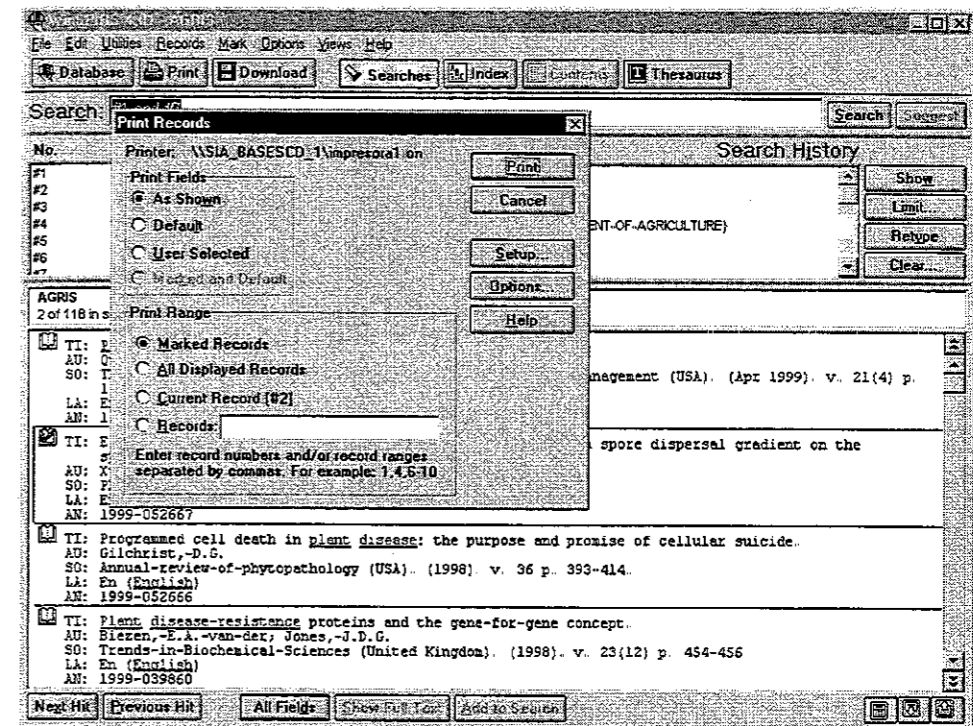 File Edit Utilities Records Mark Options Views Help
Database Print Download Searches Index Contents Thesaurus
Search:
Search Suggest
Print Records
No.
Printer: \\SIA_BASESCD_1\impresora1 on
Search History
Print
Print Fields
#1
Show
As Shown
Cancel
#2
Limit...
#3
Default
ENT-OF-AGRICULTURE}
#4
Retype
User Selected
Setup...
#5
#6
Clear...
Marked and Default
Options...
#7
AGRIS
2 of 118 in s
Print Range
Help
Marked Records
TI:
AU:
All Displayed Records
SO: T
nagement (USA). (Apr 1999). v. 21(4) p.
1
Current Record (#2)
LA: E
AN: 1
Records:
TI: E
n spore dispersal gradient on the
Enter record numbers and/or record ranges
separated by commas. For example: 1,4,6-10
AU: X
SO:
LA: E
AN: 1999-052667
TI: Programmed cell death in plant disease: the purpose and promise of cellular suicide.
AU: Gilchrist,-D.G.
SO: Annual-review-of-phytopathology (USA). (1998). v. 36 p. 393-414.
LA: En (English)
AN: 1999-052666
TI: Plant disease-resistance proteins and the gene-for-gene concept.
AU: Biezen,-E.A.-van-der; Jones,-J.D.G.
SO: Trends-in-Biochemical-Sciences (United Kingdom). (1998). v. 23(12) p. 454-456
LA: En (English)
AN: 1999-039860
Next Hit Previous Hit All Fields Show Full Text Add to Search